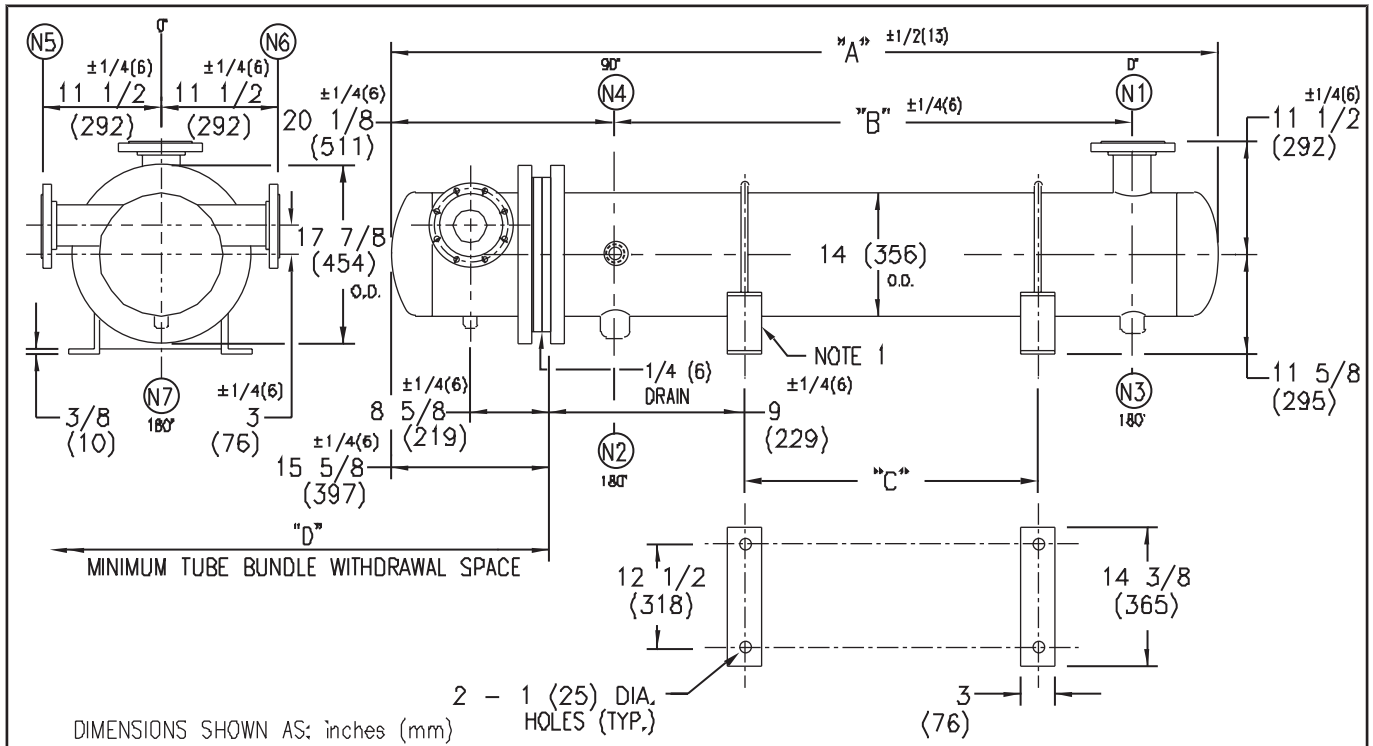 0°
N5
N6
±1/4(6)
±1/4(6)
11 1/2
(292)
11 1/2
(292)
±1/4(6)
20 1/8
(511)
"A" ±1/2(13)
90°
N4
"B" ±1/4(6)
0°
N1
±1/4(6)
11 1/2
(292)
17 7/8
(454)
O.D.
14 (356)
O.D.
NOTE 1
3/8
(10)
N7
180°
±1/4(6)
3
(76)
±1/4(6)
8 5/8
(219)
1/4 (6)
DRAIN
±1/4(6)
9
(229)
N3
180°
11 5/8
(295)
±1/4(6)
15 5/8
(397)
N2
180°
"C"
"D"
MINIMUM TUBE BUNDLE WITHDRAWAL SPACE
12 1/2
(318)
14 3/8
(365)
2 - 1 (25) DIA.
HOLES (TYP.)
3
(76)
DIMENSIONS SHOWN AS: inches (mm)